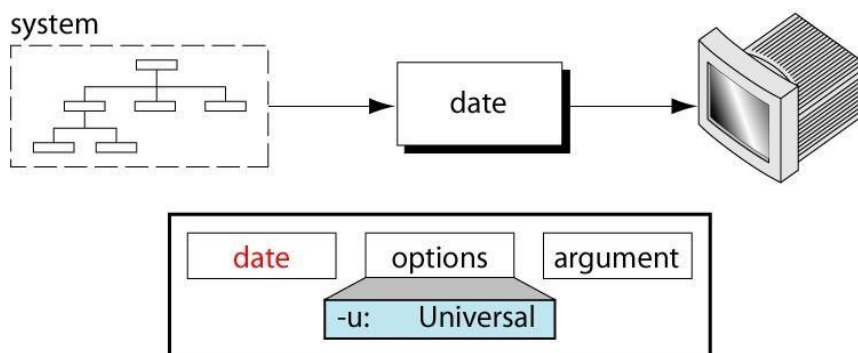 system
date
date options argument
-u: Universal